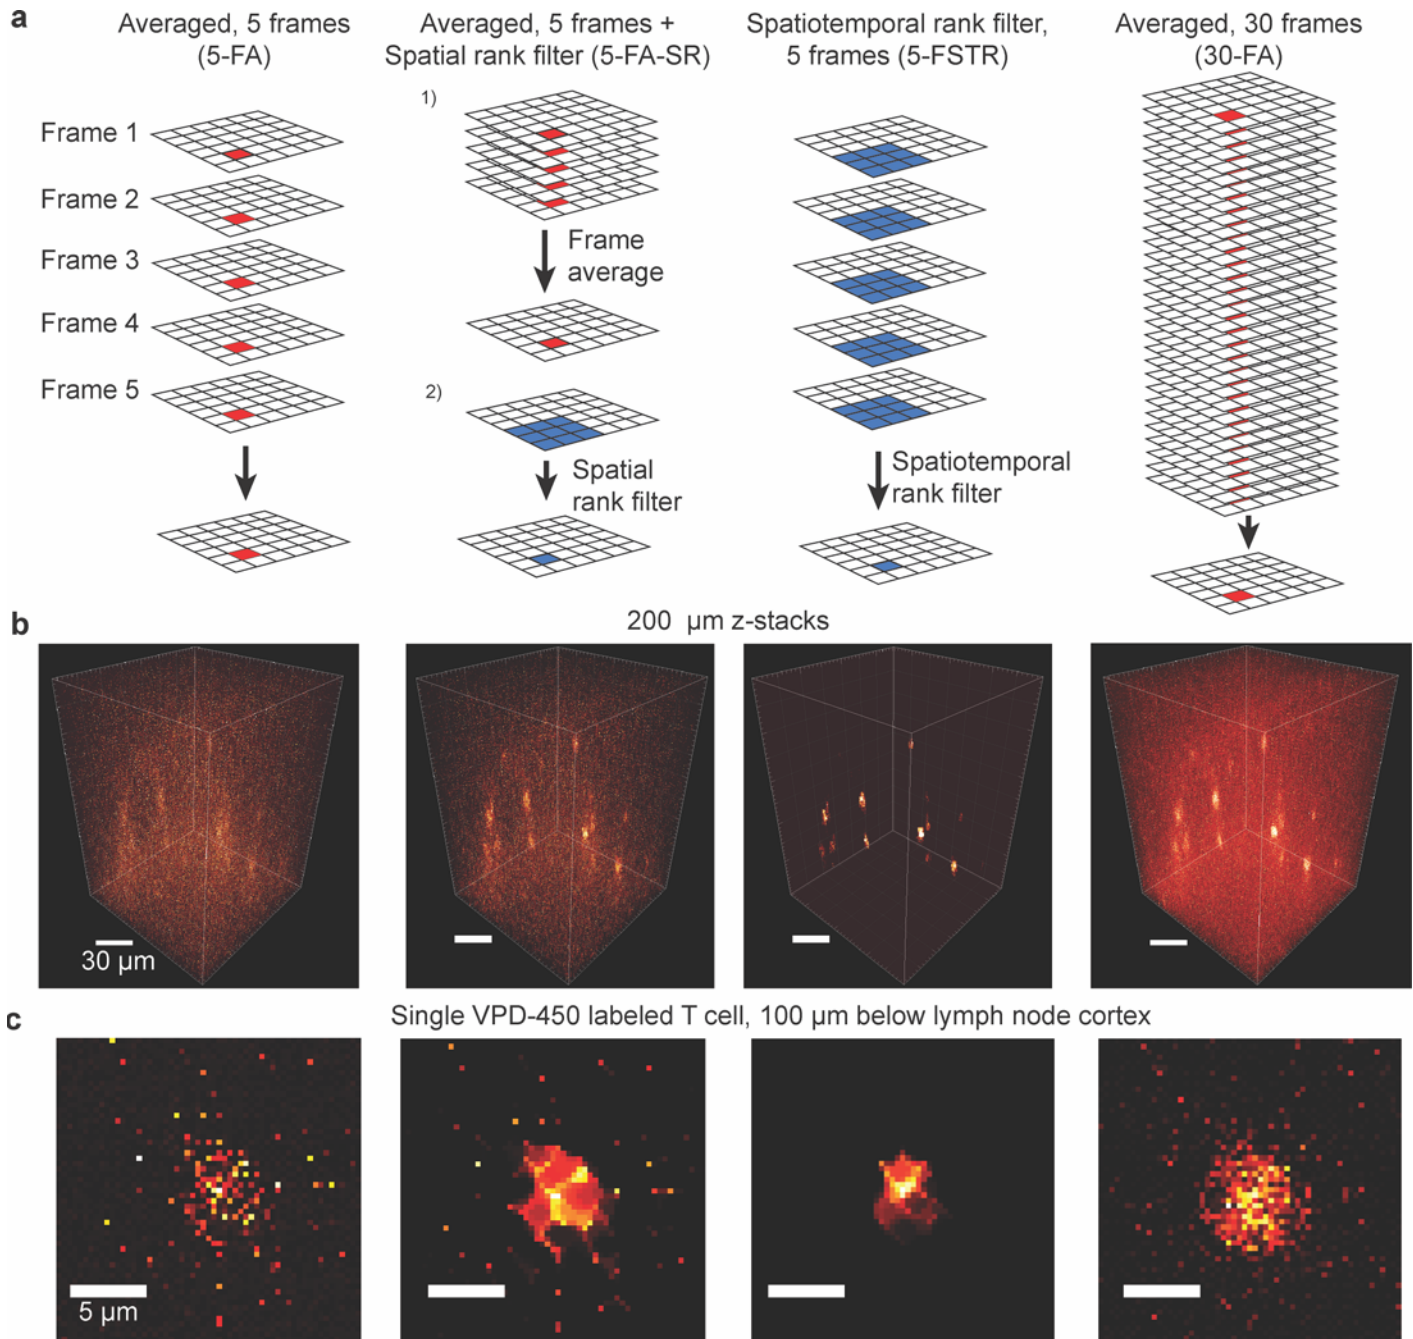 a
Averaged, 5 frames
(5-FA)
Averaged, 5 frames +
Spatial rank filter (5-FA-SR)
Spatiotemporal rank filter,
5 frames (5-FSTR)
Averaged, 30 frames
(30-FA)
Frame 1
Frame 2
Frame 3
Frame 4
Frame 5
1)
Frame
average
2)
Spatial
rank filter
Spatiotemporal
rank filter
b
200 µm z-stacks
30 µm
c
Single VPD-450 labeled T cell, 100 µm below lymph node cortex
5 µm